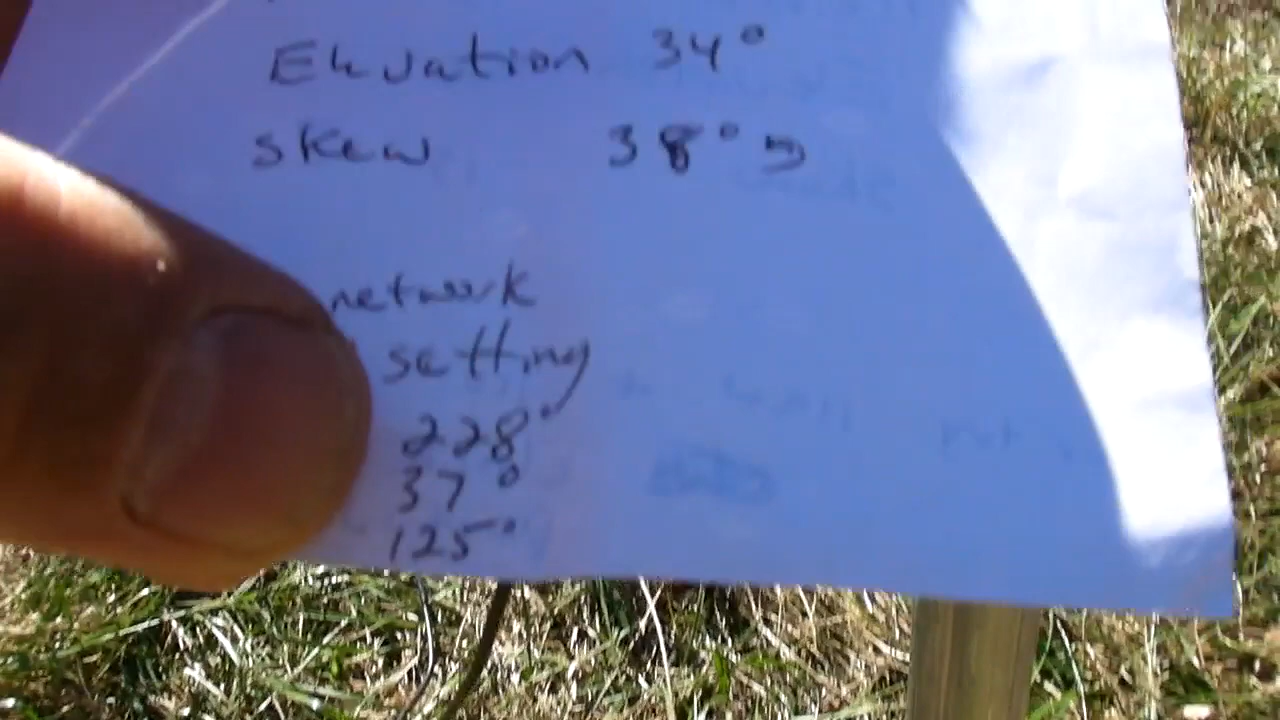 Elevation 34°
skew 38°
network
setting
228°
37°
125°